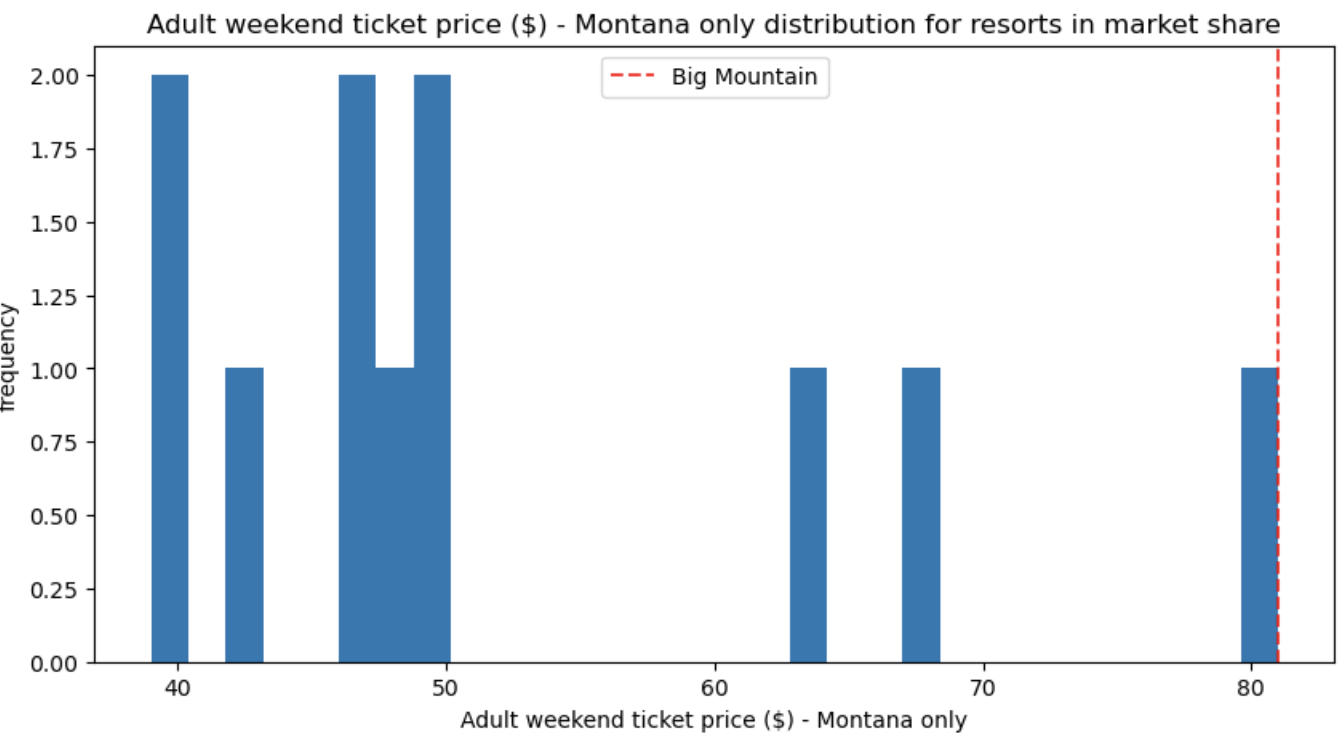 Adult weekend ticket price ($) - Montana only distribution for resorts in market share
Big Mountain
2.00
1.75
1.50
1.25
1.00
0.75
0.50
0.25
0.00
frequency
40 50 60 70 80
Adult weekend ticket price ($) - Montana only